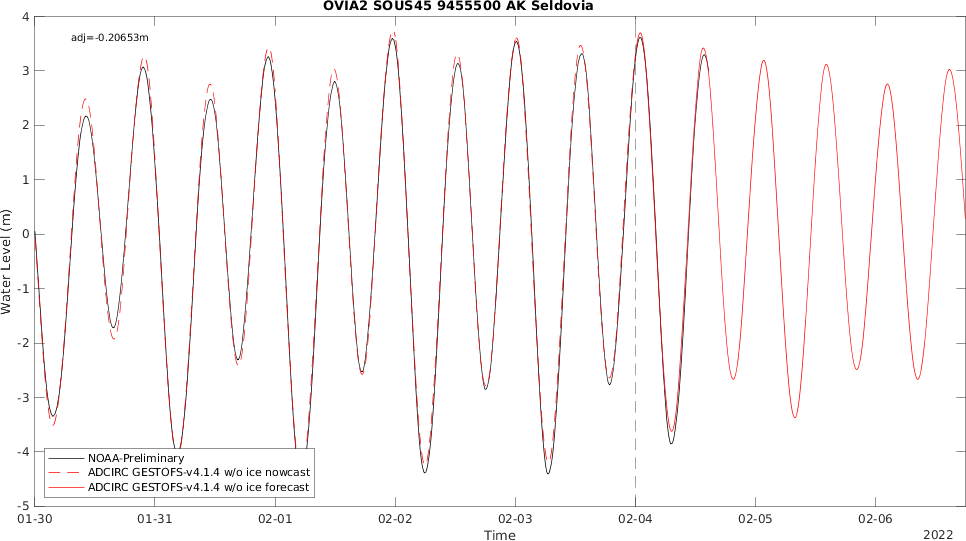 OVIA2 SOUS45 9455500 AK Seldovia
adj=-0.20653m
4
3
2
1
0
-1
-2
-3
-4
-5
Water Level (m)
NOAA-Preliminary
ADCIRC GESTOFS-v4.1.4 w/o ice nowcast
ADCIRC GESTOFS-v4.1.4 w/o ice forecast
01-30 01-31 02-01 02-02 02-03 02-04 02-05 02-06
Time
2022